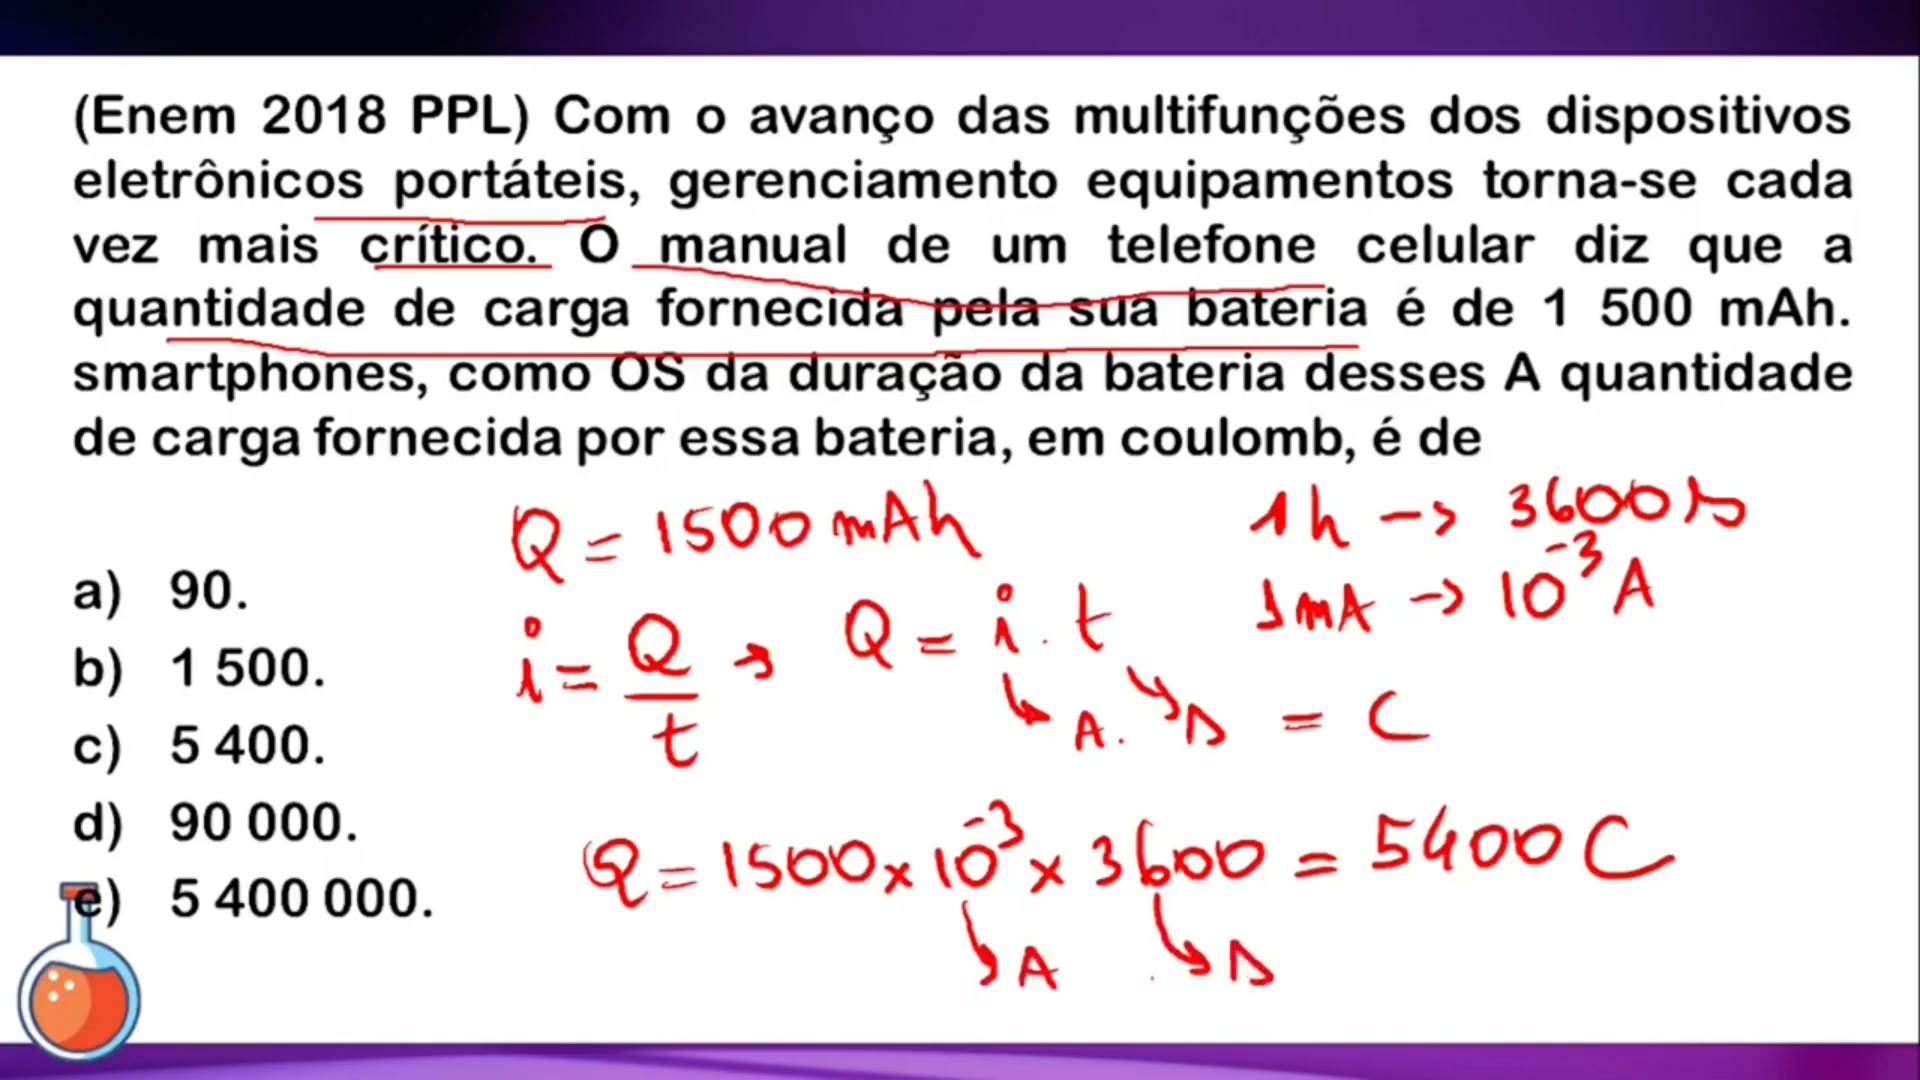 (Enem 2018 PPL) Com o avanço das multifunções dos dispositivos
eletrônicos portáteis, gerenciamento equipamentos torna-se cada
vez mais crítico. O manual de um telefone celular diz que a
quantidade de carga fornecida pela sua bateria é de 1 500 mAh.
smartphones, como OS da duração da bateria desses A quantidade
de carga fornecida por essa bateria, em coulomb, é de
a) 90.
b) 1 500.
c) 5 400.
d) 90 000.
e) 5 400 000.
Q = 1500 mAh
1h -> 3600 s
1 mA -> 10⁻³ A
i = Q/t -> Q = i . t
A . s = C
Q = 1500 x 10⁻³ x 3600 = 5400 C
A . s